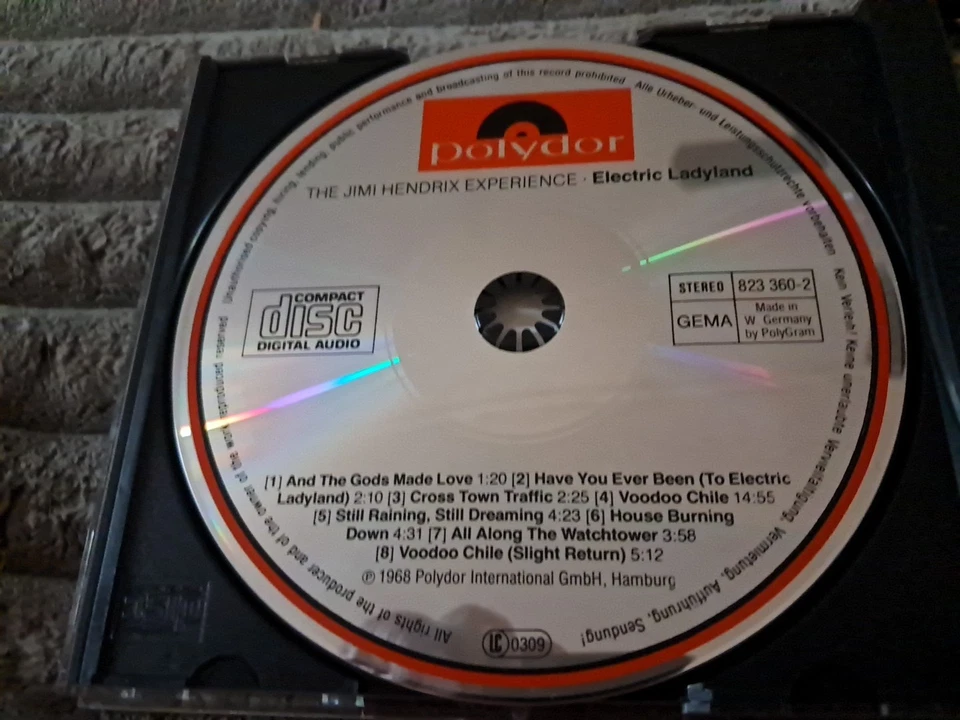 polydor
THE JIMI HENDRIX EXPERIENCE · Electric Ladyland
COMPACT
disc
DIGITAL AUDIO
STEREO 823 360-2
GEMA Made in
W. Germany
by PolyGram
[1] And The Gods Made Love 1:20 [2] Have You Ever Been (To Electric
Ladyland) 2:10 [3] Cross Town Traffic 2:25 [4] Voodoo Chile 14:55
[5] Still Raining, Still Dreaming 4:23 [6] House Burning
Down 4:31 [7] All Along The Watchtower 3:58
[8] Voodoo Chile (Slight Return) 5:12
℗ 1968 Polydor International GmbH, Hamburg
LC 0309
All rights of the producer and of the owner of the work reproduced reserved. Unauthorised copying, hiring, lending, public performance and broadcasting of this record prohibited
Alle Urheber- und Leistungsschutzrechte vorbehalten Kein Verleih! Keine unerlaubte Vervielfältigung, Vermietung, Aufführung, Sendung!